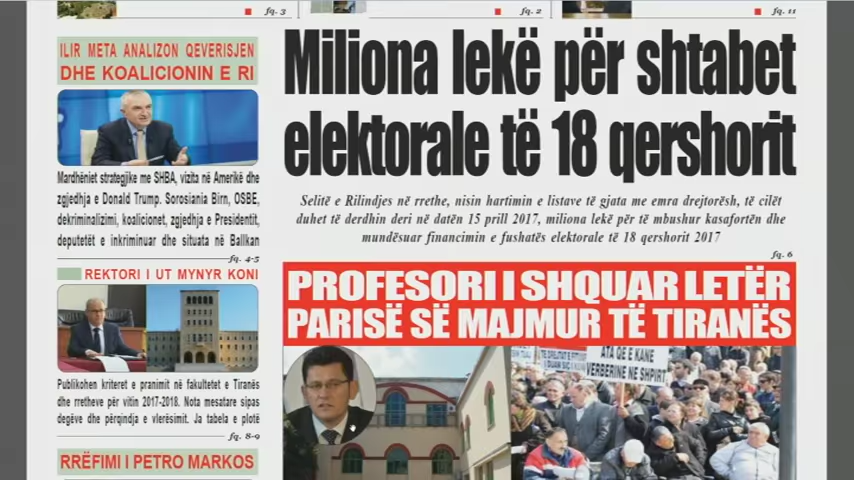 fq. 3
fq. 2
fq. 11
ILIR META ANALIZON QEVERISJEN
DHE KOALICIONIN E RI
Mardhëniet strategjike me SHBA, vizita në Amerikë dhe
zgjedhja e Donald Trump. Sorosiania Birn, OSBE,
dekriminalizimi, koalicionet, zgjedhja e Presidentit,
deputetët e inkriminuar dhe situata në Ballkan
fq. 4-5
REKTORI I UT MYNYR KONI
Publikohen kriteret e pranimit në fakultetet e Tiranës
dhe rretheve për vitin 2017-2018. Nota mesatare sipas
degëve dhe përqindja e vlerësimit. Ja tabela e plotë
fq. 8-9
RRËFIMI I PETRO MARKOS
Miliona lekë për shtabet
elektorale të 18 qershorit
Selitë e Rilindjes në rrethe, nisin hartimin e listave të gjata me emra drejtorësh, të cilët
duhet të derdhin deri në datën 15 prill 2017, miliona lekë për të mbushur kasafortën dhe
mundësuar financimin e fushatës elektorale të 18 qershorit 2017
fq. 6
PROFESORI I SHQUAR LETËR
PARISË SË MAJMUR TË TIRANËS
ATA QË E KANË
VERBERINE NE SHPIRT.